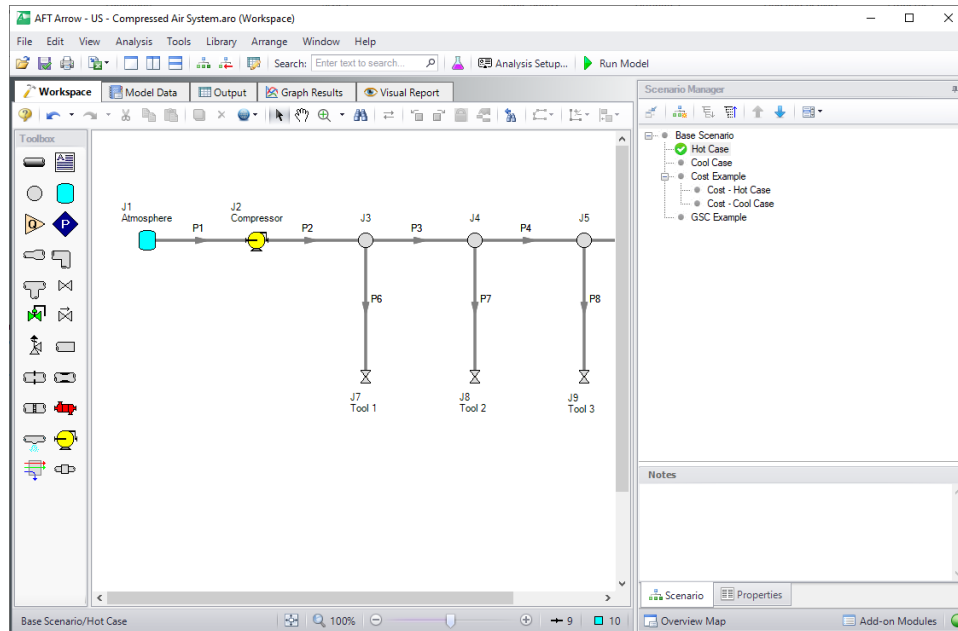 AFT Arrow - US - Compressed Air System.aro (Workspace)
File Edit View Analysis Tools Library Arrange Window Help
Search: Enter text to search... Analysis Setup... Run Model
Workspace Model Data Output Graph Results Visual Report
Scenario Manager
Toolbox
A
Q P
Base Scenario
Hot Case
Cool Case
Cost Example
Cost - Hot Case
Cost - Cool Case
GSC Example
J1
Atmosphere
J2
Compressor
J3
J4
J5
P1 P2 P3 P4
P6 P7 P8
J7
Tool 1
J8
Tool 2
J9
Tool 3
Notes
Scenario Properties
Base Scenario/Hot Case 100% 9 10 Overview Map Add-on Modules